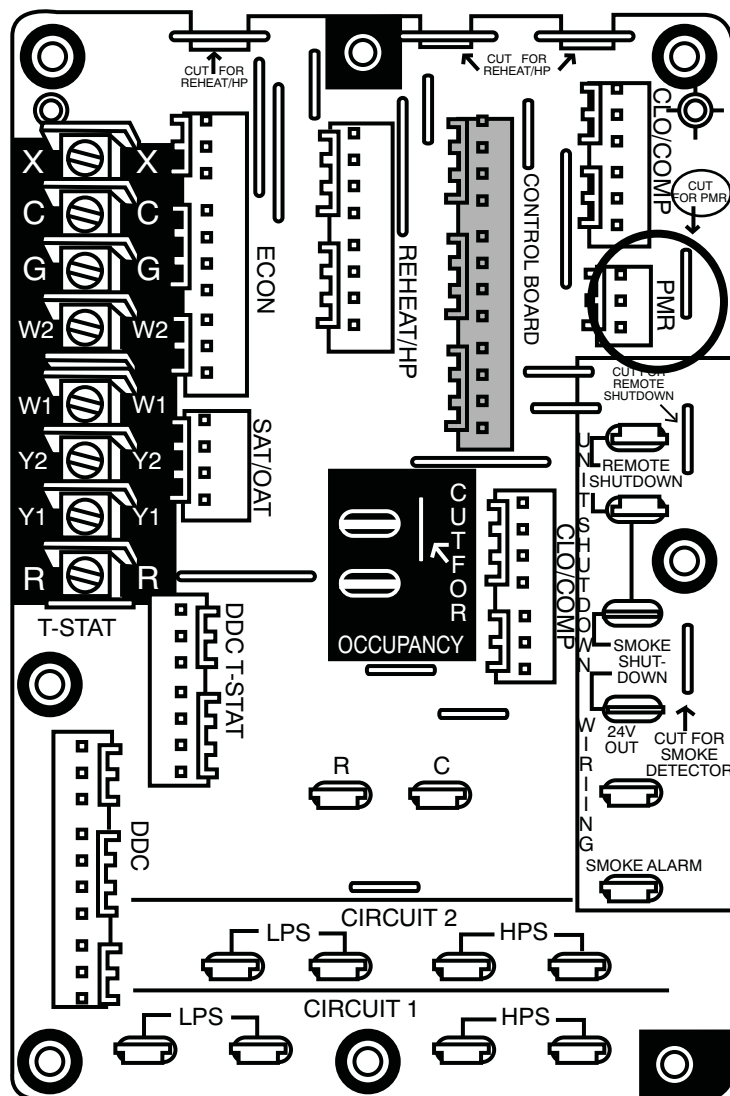 CUT FOR
REHEAT/HP
CUT FOR
REHEAT/HP
CLO/COMP
CUT
FOR PMR
X X
C C
G G
W2 W2
W1 W1
Y2 Y2
Y1 Y1
R R
T-STAT
ECON
REHEAT/HP
CONTROL BOARD
PMR
SAT/OAT
CUT FOR
REMOTE
SHUTDOWN
UNIT SHUTDOWN WIRIING
REMOTE
SHUTDOWN
CUT FOR
OCCUPANCY
CLO/COMP
SMOKE
SHUT-
DOWN
24V
OUT
CUT FOR
SMOKE
DETECTOR
SMOKE ALARM
DDC T-STAT
DDC
R C
CIRCUIT 2
LPS HPS
CIRCUIT 1
LPS HPS